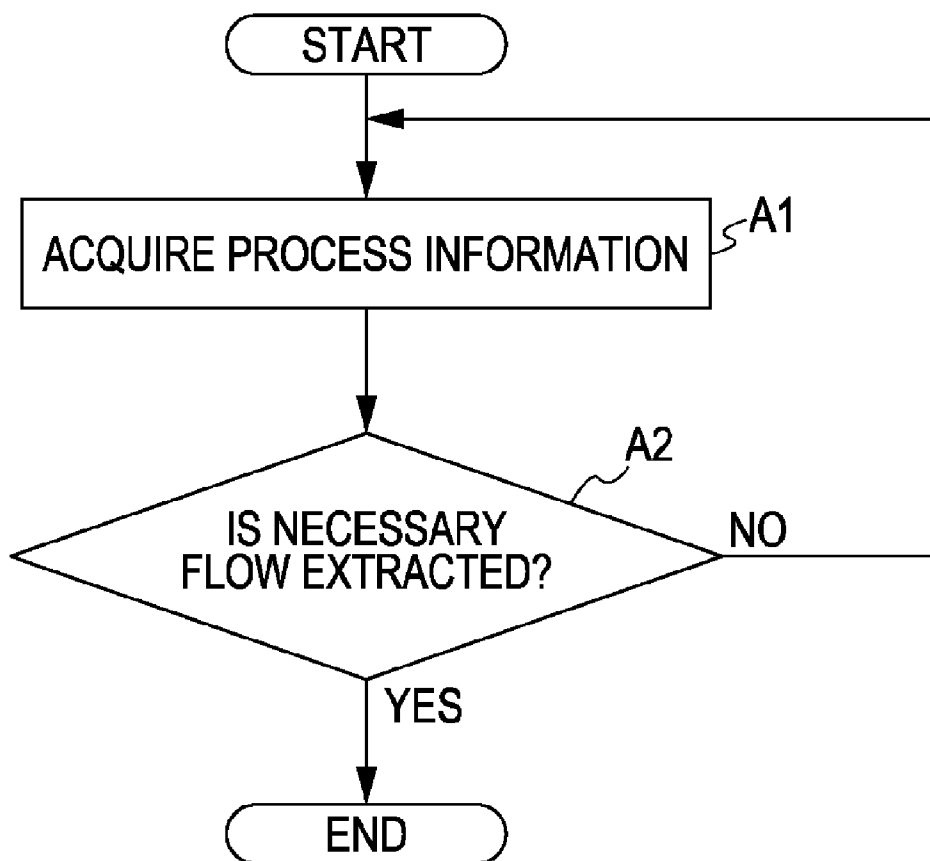 START
ACQUIRE PROCESS INFORMATION
A1
A2
IS NECESSARY
FLOW EXTRACTED?
NO
YES
END